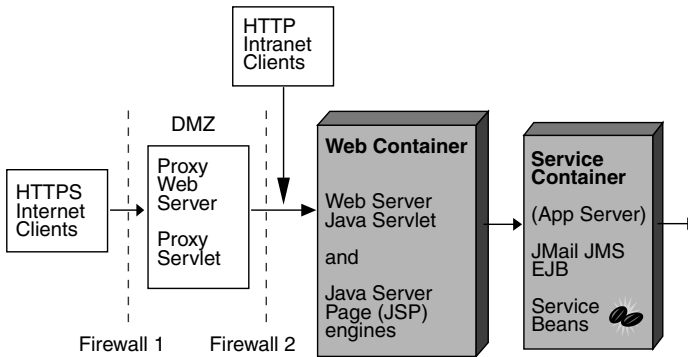 HTTP
Intranet
Clients
DMZ
HTTPS
Internet
Clients
Proxy
Web
Server
Proxy
Servlet
Firewall 1
Firewall 2
Web Container
Web Server
Java Servlet
and
Java Server
Page (JSP)
engines
Service
Container
(App Server)
JMail JMS
EJB
Service
Beans